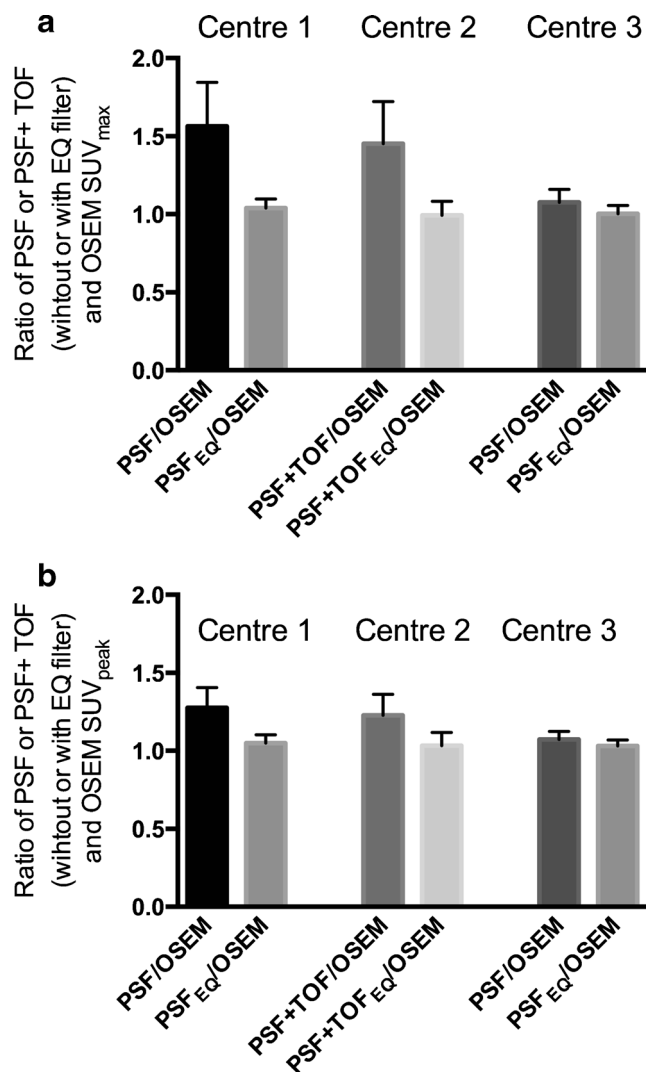 a
Centre 1 Centre 2 Centre 3
Ratio of PSF or PSF+ TOF
(wihtout or with EQ filter)
and OSEM SUVmax
2.0
1.5
1.0
0.5
0.0
PSF/OSEM
PSFEQ/OSEM
PSF+TOF/OSEM
PSF+TOFEQ/OSEM
PSF/OSEM
PSFEQ/OSEM
b
Centre 1 Centre 2 Centre 3
Ratio of PSF or PSF+ TOF
(wihtout or with EQ filter)
and OSEM SUVpeak
2.0
1.5
1.0
0.5
0.0
PSF/OSEM
PSFEQ/OSEM
PSF+TOF/OSEM
PSF+TOFEQ/OSEM
PSF/OSEM
PSFEQ/OSEM